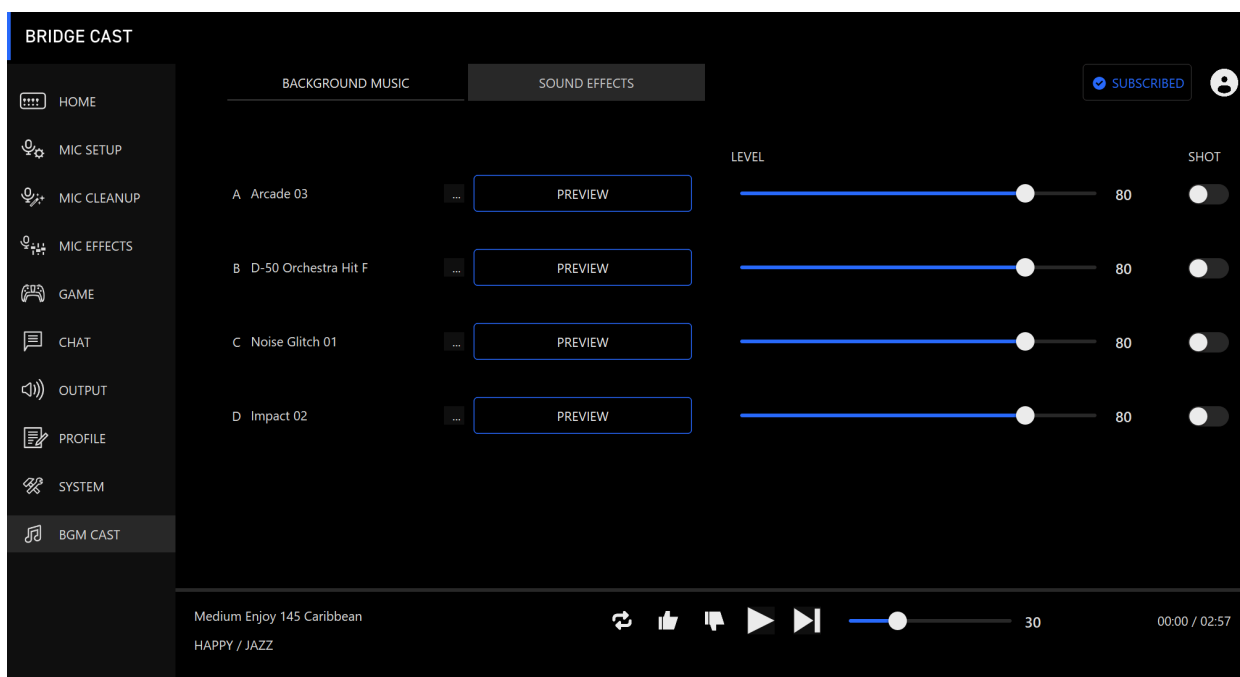 BRIDGE CAST
HOME
MIC SETUP
MIC CLEANUP
MIC EFFECTS
GAME
CHAT
OUTPUT
PROFILE
SYSTEM
BGM CAST
BACKGROUND MUSIC SOUND EFFECTS SUBSCRIBED
LEVEL SHOT
A Arcade 03 ... PREVIEW 80
B D-50 Orchestra Hit F ... PREVIEW 80
C Noise Glitch 01 ... PREVIEW 80
D Impact 02 ... PREVIEW 80
Medium Enjoy 145 Caribbean
HAPPY / JAZZ
30 00:00 / 02:57